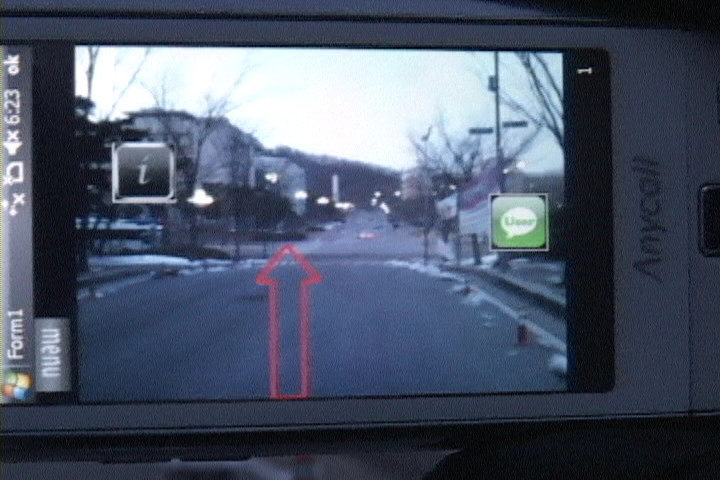 Form1
6:23
ok
menu
1
i
User
Anycall